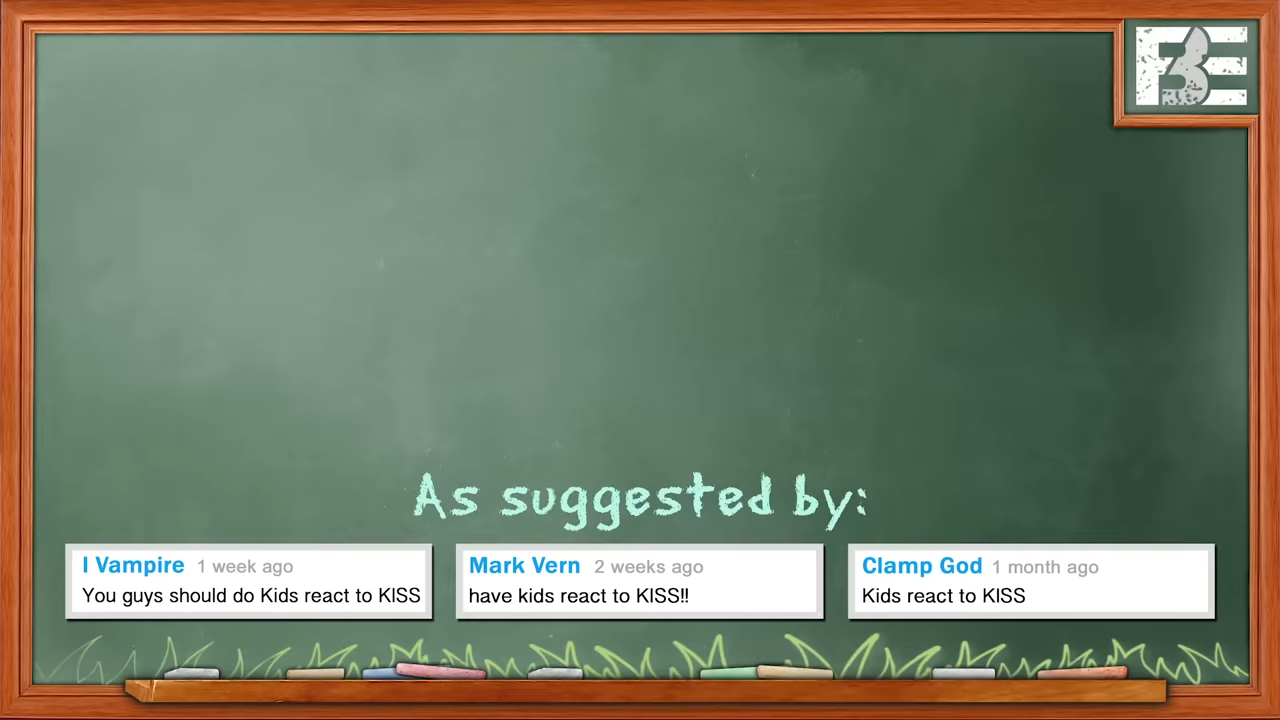 FBE
As suggested by:
I Vampire 1 week ago
You guys should do Kids react to KISS
Mark Vern 2 weeks ago
have kids react to KISS!!
Clamp God 1 month ago
Kids react to KISS